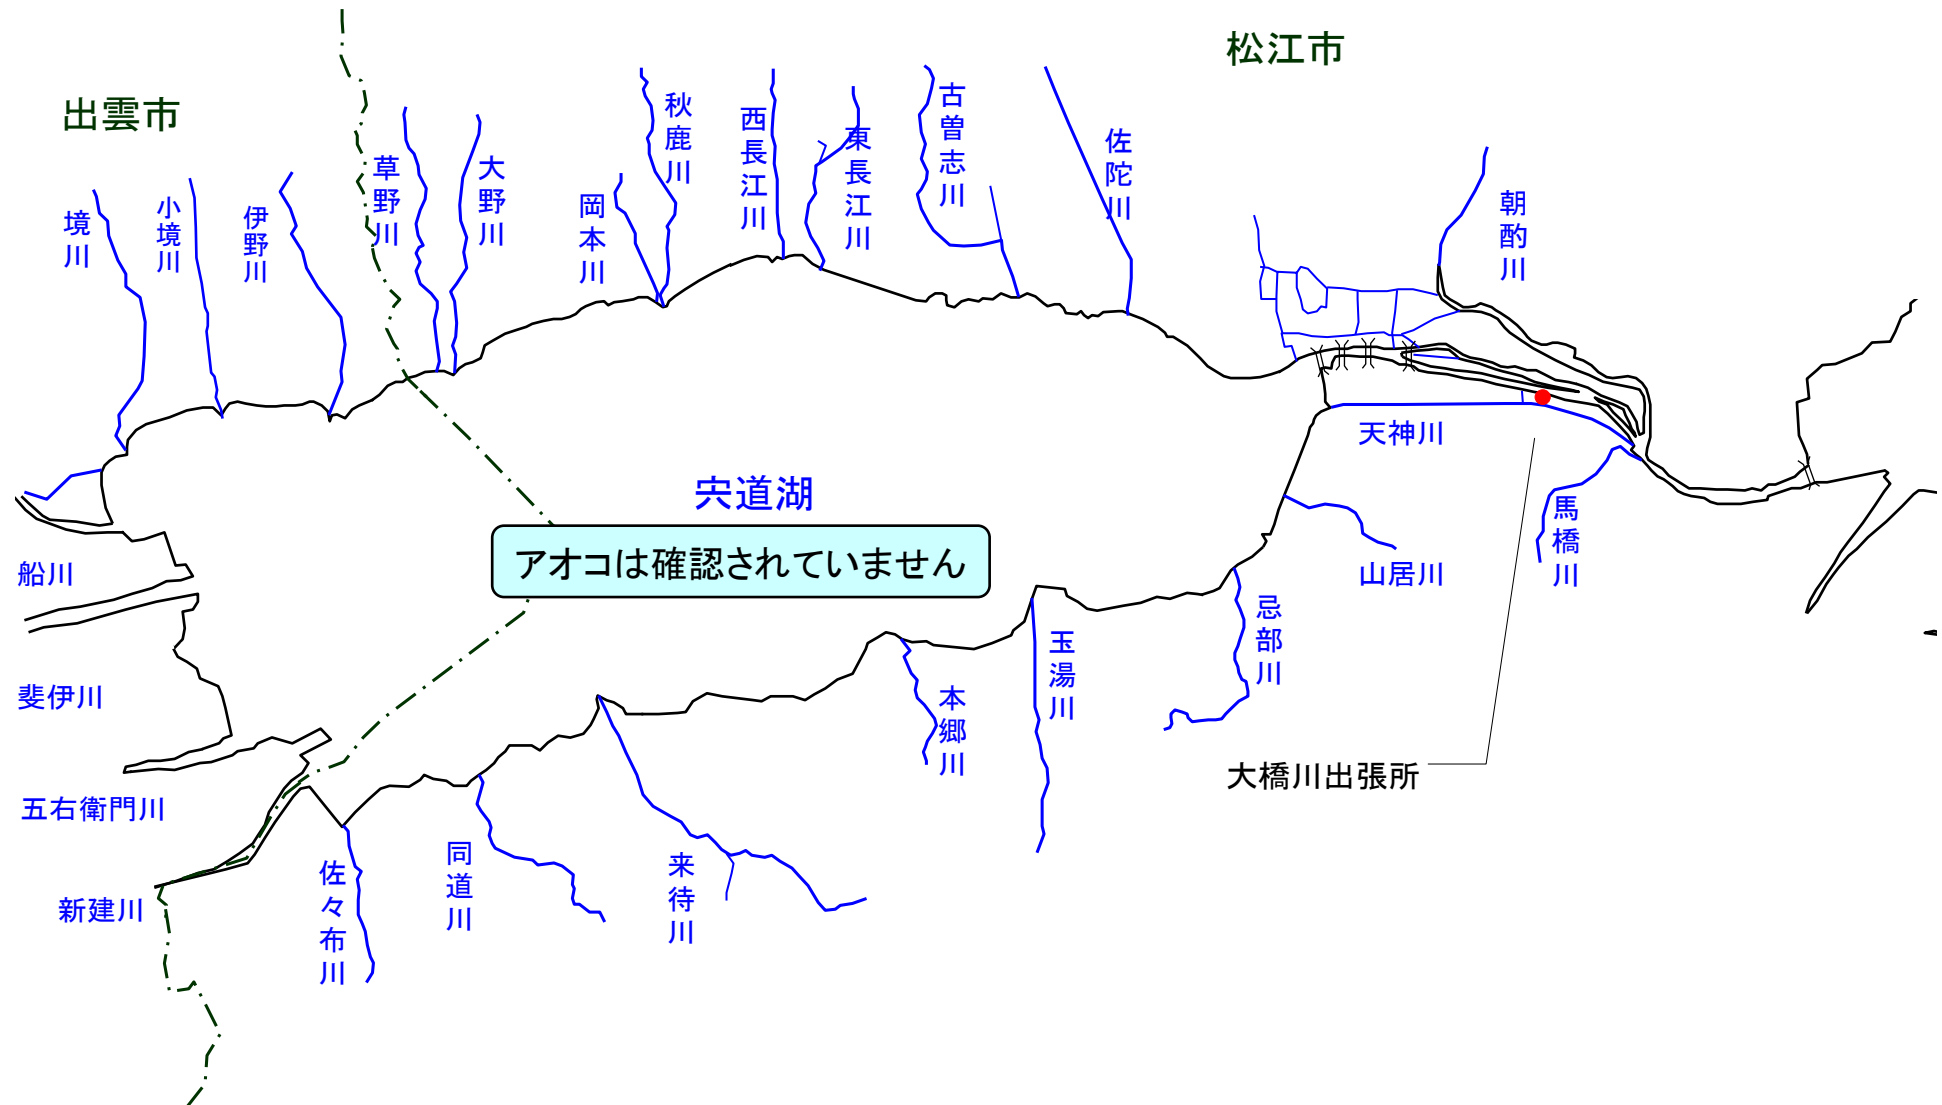 松江市
出雲市
境川
小境川
伊野川
草野川
大野川
岡本川
秋鹿川
西長江川
東長江川
古曽志川
佐陀川
朝酌川
天神川
宍道湖
アオコは確認されていません
馬橋川
山居川
忌部川
玉湯川
本郷川
船川
斐伊川
五右衛門川
新建川
佐々布川
同道川
来待川
大橋川出張所